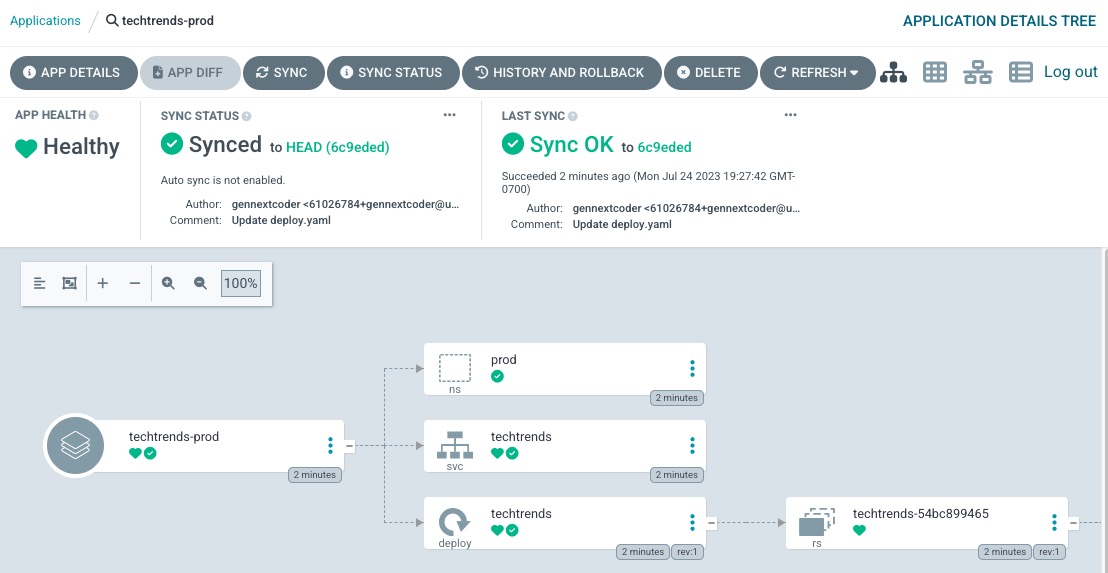 Applications / techtrends-prod
APPLICATION DETAILS TREE
APP DETAILS
APP DIFF
SYNC
SYNC STATUS
HISTORY AND ROLLBACK
DELETE
REFRESH
Log out
APP HEALTH
Healthy
SYNC STATUS
Synced to HEAD (6c9eded)
Auto sync is not enabled.
Author: gennextcoder <61026784+gennextcoder@u...
Comment: Update deploy.yaml
LAST SYNC
Sync OK to 6c9eded
Succeeded 2 minutes ago (Mon Jul 24 2023 19:27:42 GMT-
0700)
Author: gennextcoder <61026784+gennextcoder@u...
Comment: Update deploy.yaml
100%
techtrends-prod
2 minutes
prod
ns
2 minutes
techtrends
svc
2 minutes
techtrends
deploy
2 minutes
rev:1
techtrends-54bc899465
rs
2 minutes
rev:1